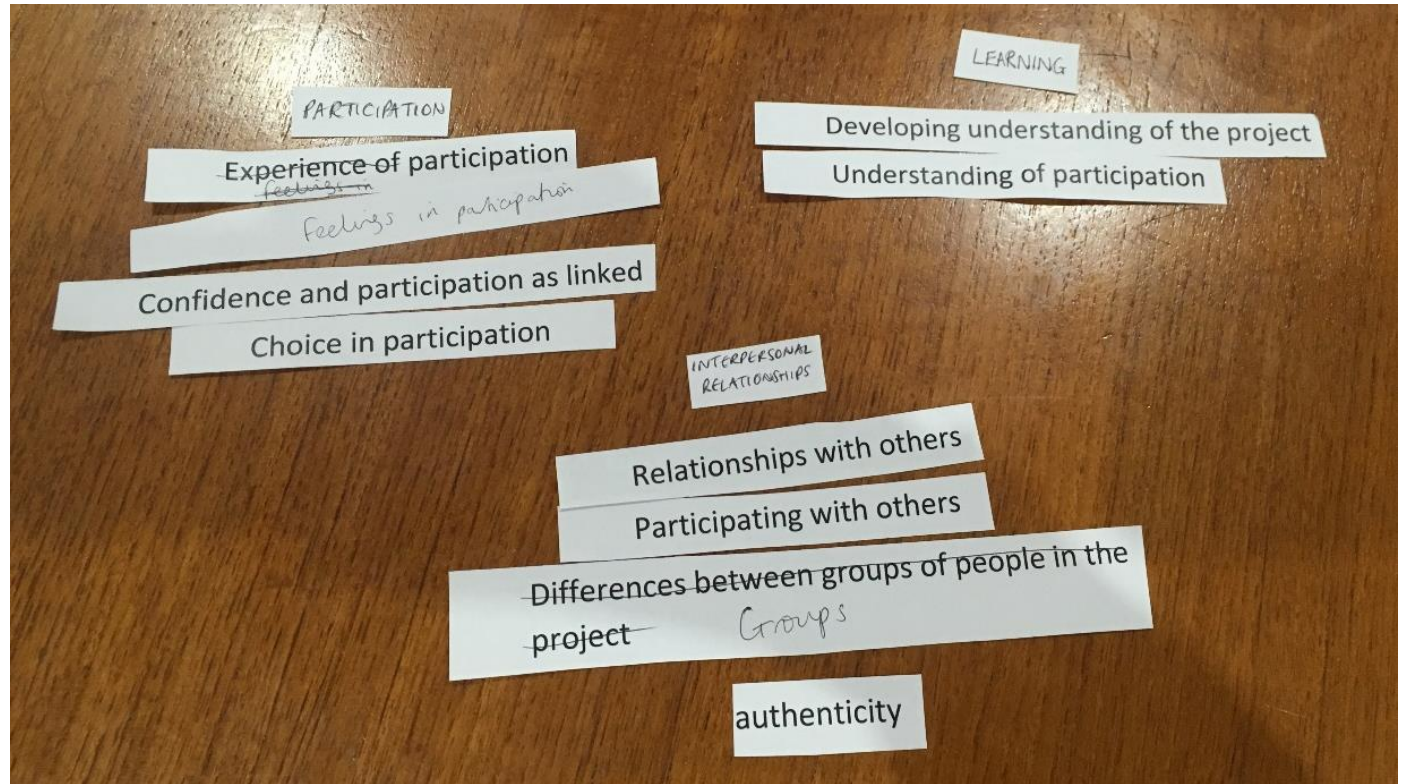 PARTICIPATION
Experience of participation
feelings in
Feelings in participation
Confidence and participation as linked
Choice in participation
LEARNING
Developing understanding of the project
Understanding of participation
INTERPERSONAL
RELATIONSHIPS
Relationships with others
Participating with others
Differences between groups of people in the
project Groups
authenticity